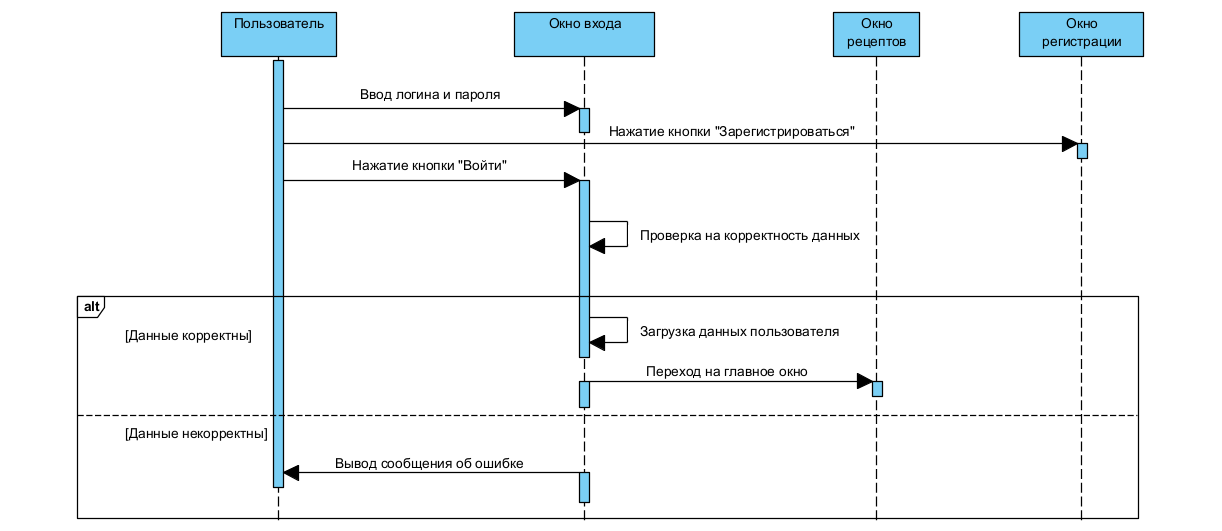 Пользователь
Окно входа
Окно
рецептов
Окно
регистрации
Ввод логина и пароля
Нажатие кнопки "Зарегистрироваться"
Нажатие кнопки "Войти"
Проверка на корректность данных
alt
[Данные корректны]
Загрузка данных пользователя
Переход на главное окно
[Данные некорректны]
Вывод сообщения об ошибке